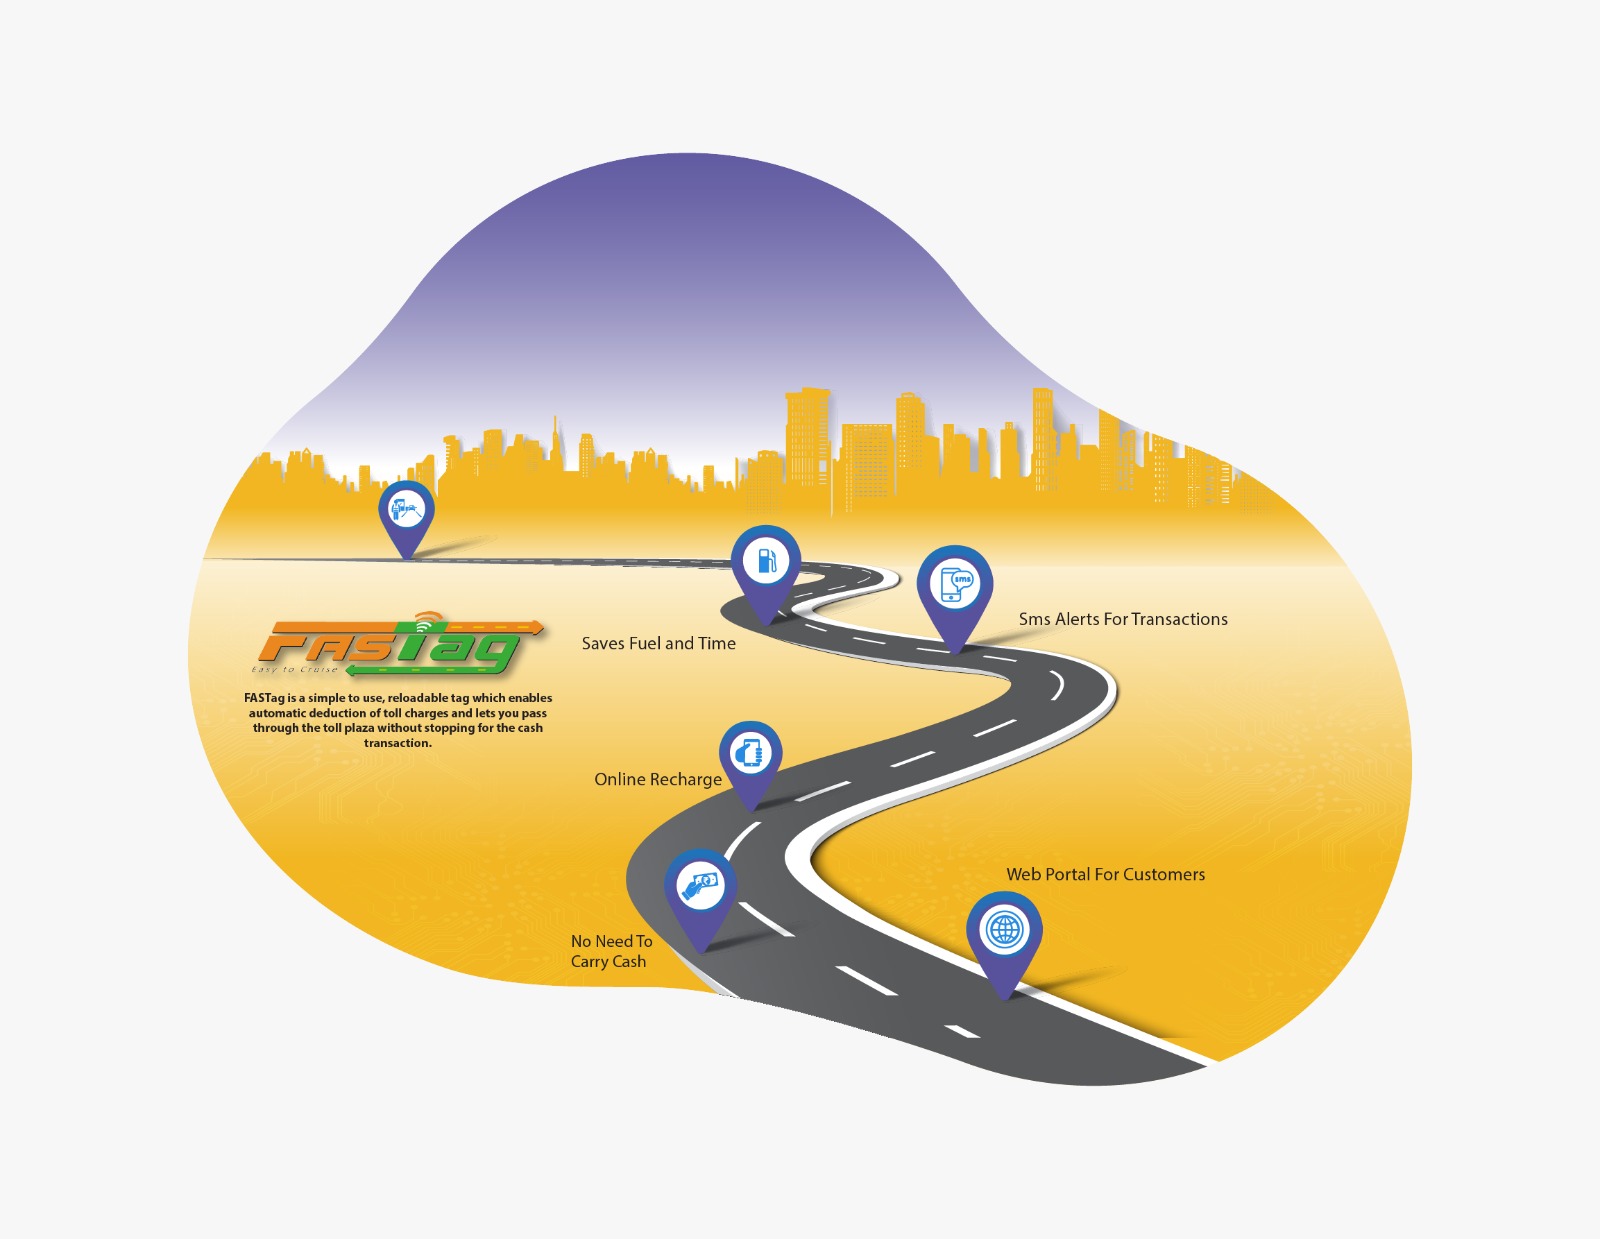 sms
Sms Alerts For Transactions
FASTag
Easy to Cruise
Saves Fuel and Time
FASTag is a simple to use, reloadable tag which enables
automatic deduction of toll charges and lets you pass
through the toll plaza without stopping for the cash
transaction.
Online Recharge
Web Portal For Customers
No Need To
Carry Cash